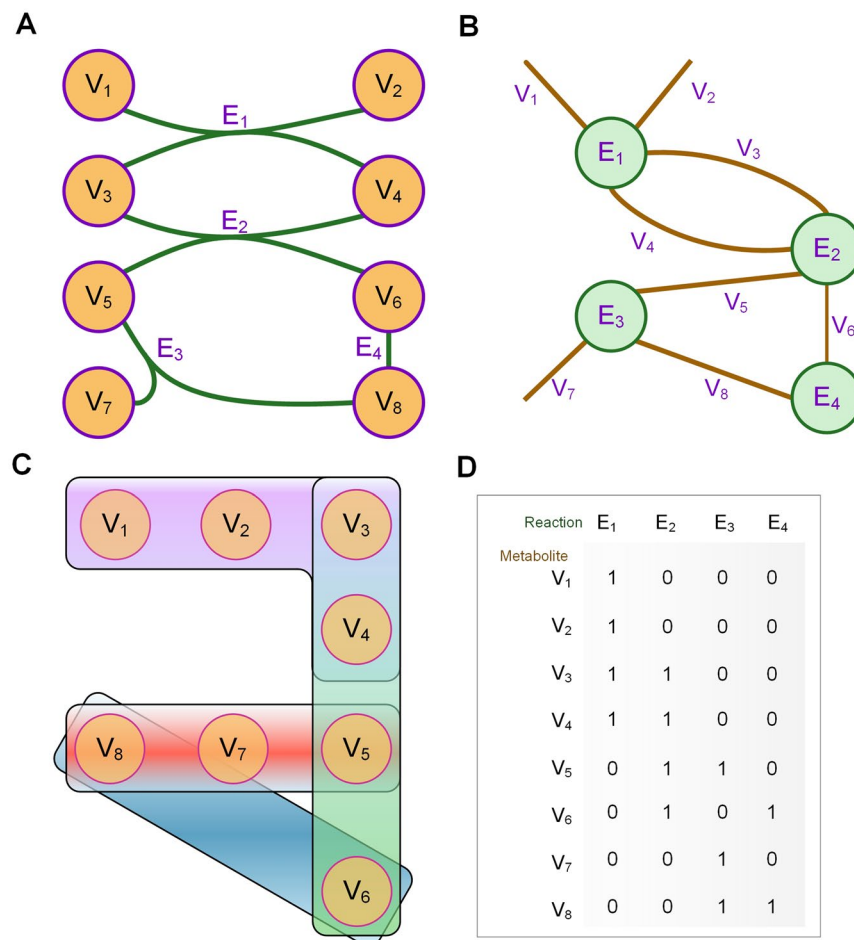 A
V₁ V₂
E₁
V₃ V₄
E₂
V₅ V₆
E₃ E₄
V₇ V₈
B
V₁ V₂
E₁ V₃
V₄ E₂
E₃ V₅ V₆
V₇ V₈ E₄
C
V₁ V₂ V₃
V₄
V₈ V₇ V₅
V₆
D
Reaction E₁ E₂ E₃ E₄
Metabolite
V₁ 1 0 0 0
V₂ 1 0 0 0
V₃ 1 1 0 0
V₄ 1 1 0 0
V₅ 0 1 1 0
V₆ 0 1 0 1
V₇ 0 0 1 0
V₈ 0 0 1 1